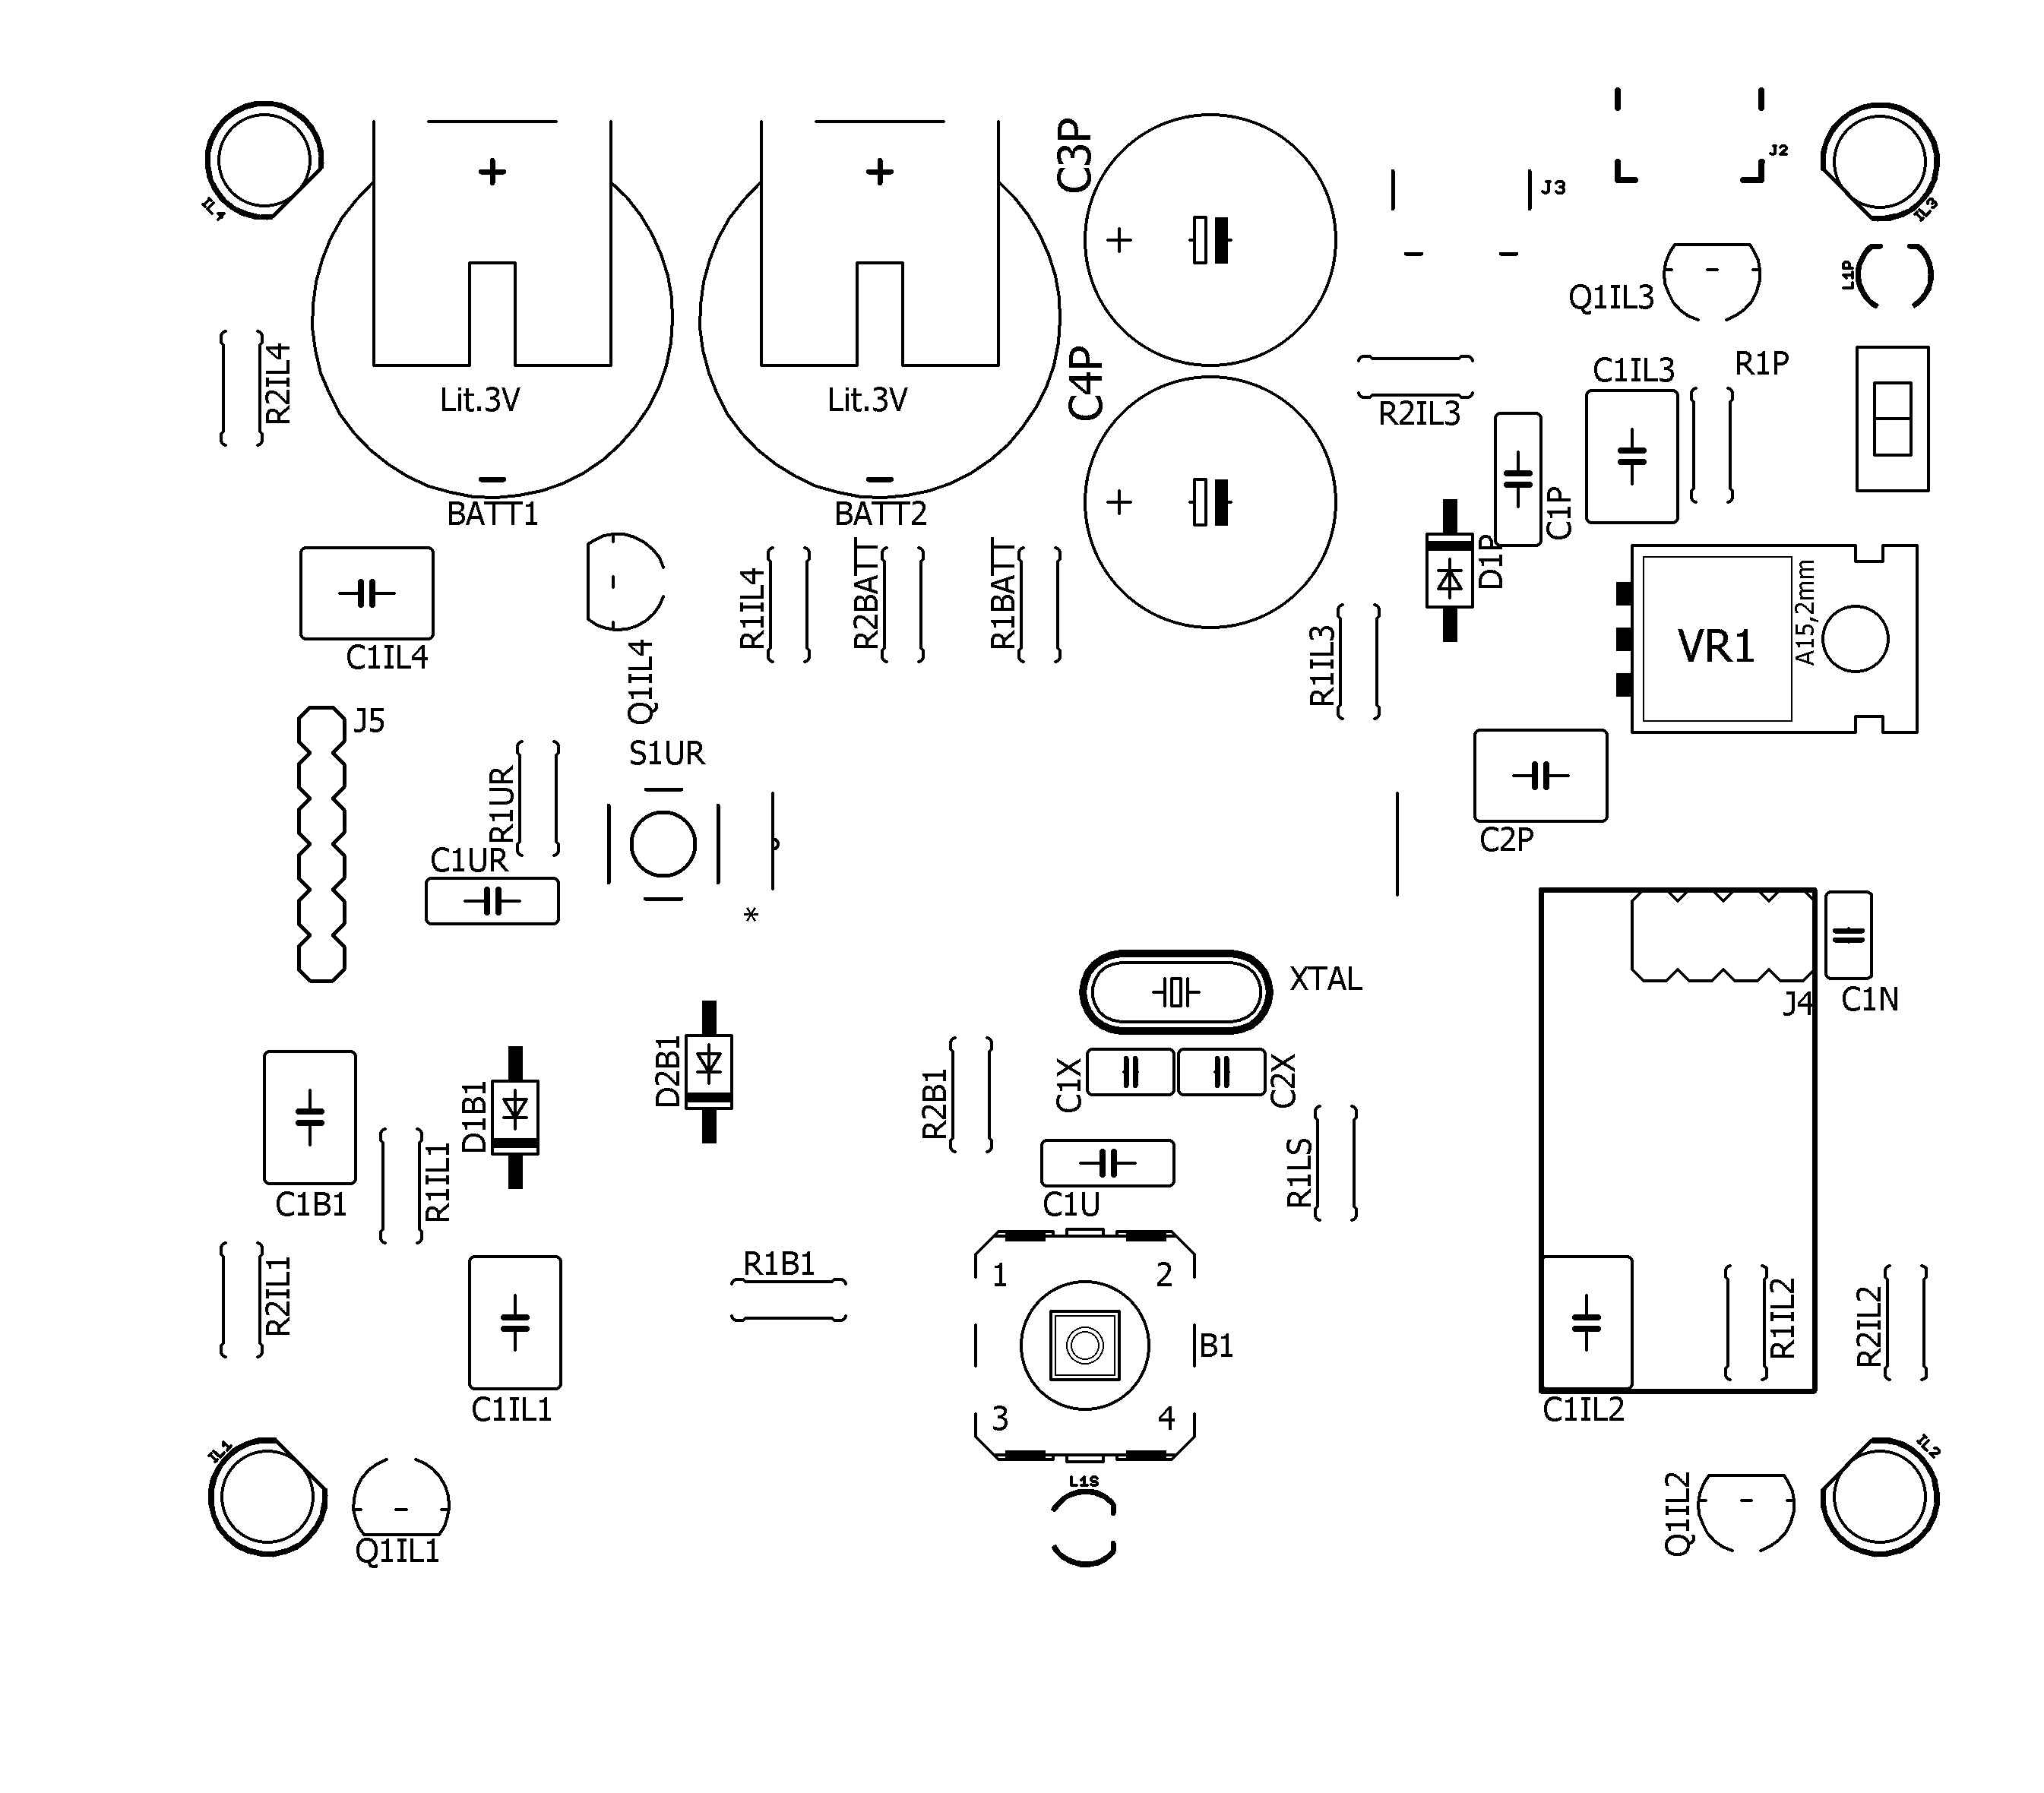 C3P
J2
J3
IL4
IL3
+
+
+
Q1IL3
L1P
R2IL4
C4P
C1IL3
R1P
Lit.3V
Lit.3V
R2IL3
+
C1P
-
-
BATT1
BATT2
D1P
R1IL4
R2BATT
R1BATT
A15,2mm
VR1
C1IL4
Q1IL4
R1IL3
J5
S1UR
R1UR
C2P
C1UR
*
XTAL
J4
C1N
D2B1
C1X
C2X
D1B1
R2B1
R1IL1
R1LS
C1B1
C1U
R2IL1
R1B1
1
2
R1IL2
R2IL2
B1
C1IL1
3
4
C1IL2
IL1
IL2
L1S
Q1IL2
Q1IL1